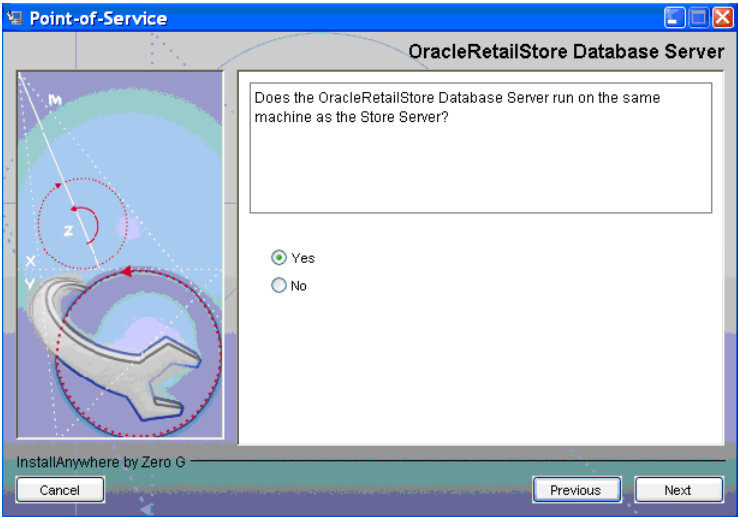 Point-of-Service
OracleRetailStore Database Server
M
Z
X
Y
Does the OracleRetailStore Database Server run on the same
machine as the Store Server?
Yes
No
InstallAnywhere by Zero G
Cancel
Previous
Next